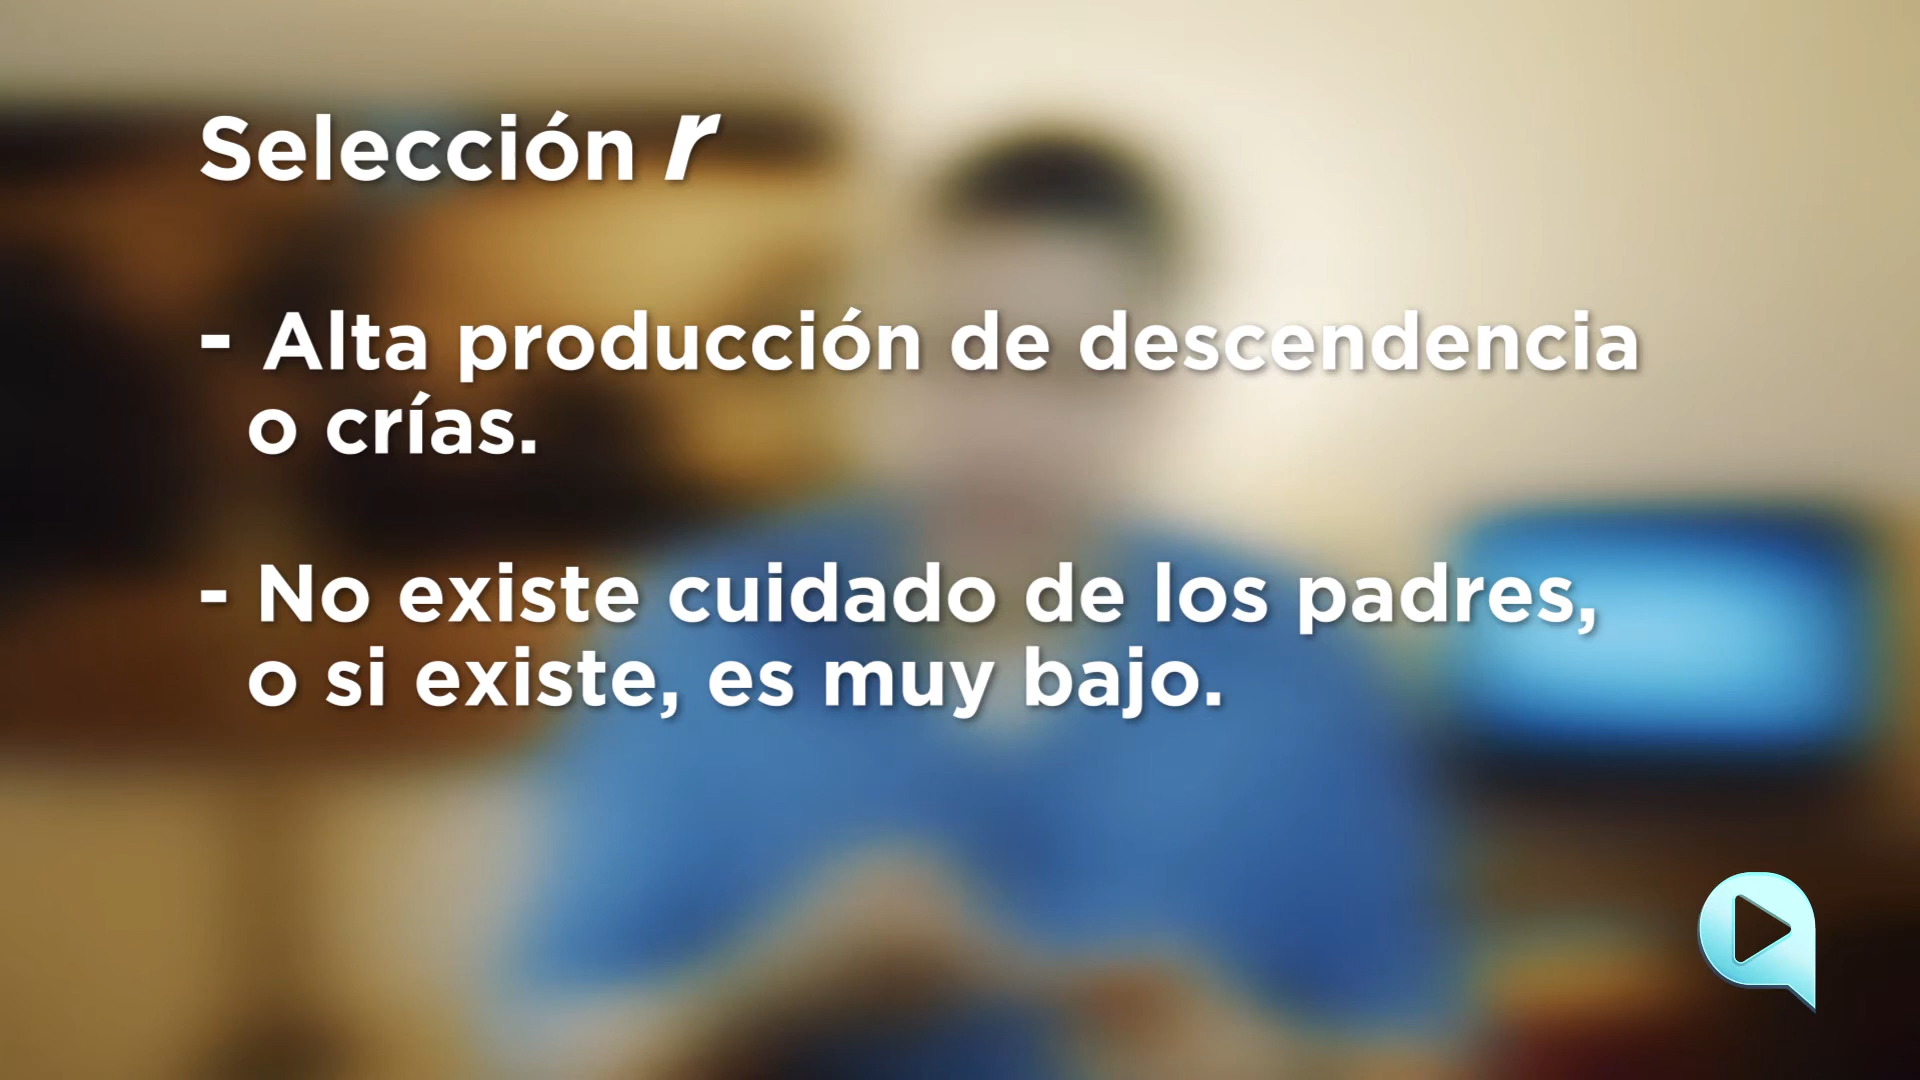 Selección r
- Alta producción de descendencia
o crías.
- No existe cuidado de los padres,
o si existe, es muy bajo.